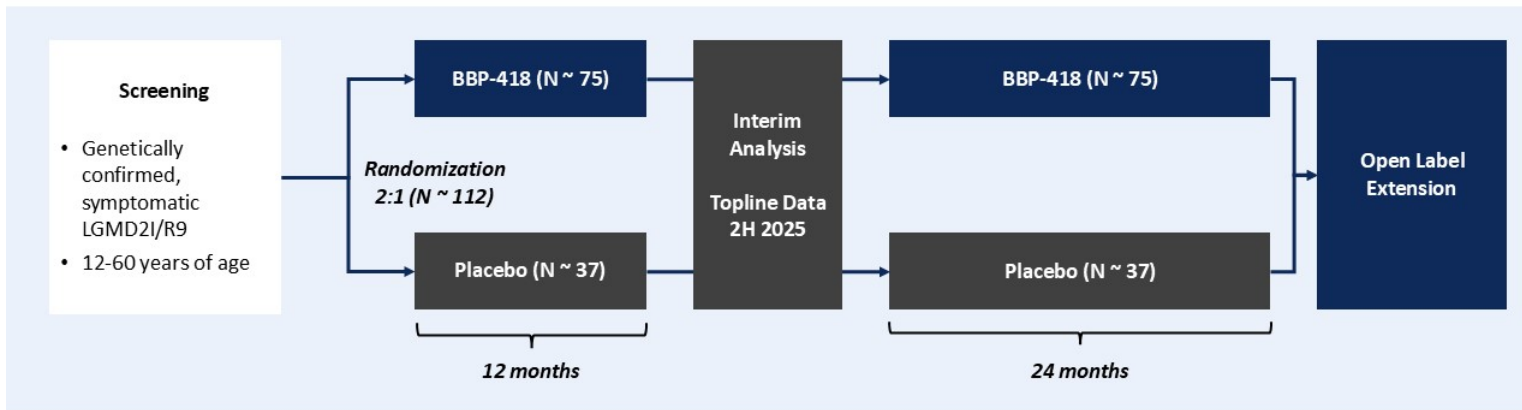 Screening
• Genetically
confirmed,
symptomatic
LGMD2I/R9
• 12-60 years of age
Randomization
2:1 (N ~ 112)
BBP-418 (N ~ 75)
Placebo (N ~ 37)
12 months
Interim
Analysis
Topline Data
2H 2025
BBP-418 (N ~ 75)
Placebo (N ~ 37)
24 months
Open Label
Extension